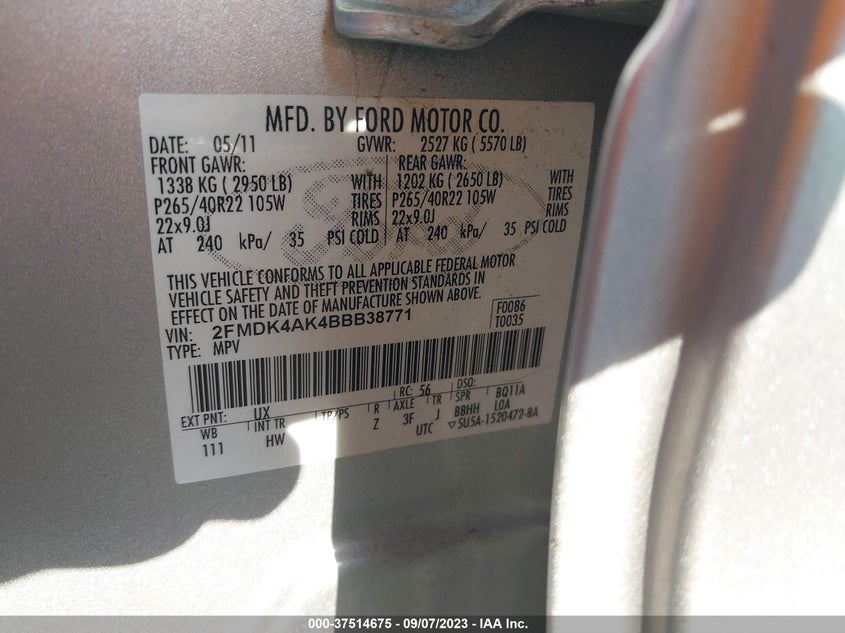 MFD. BY FORD MOTOR CO.
DATE: 05/11 GVWR: 2527 KG ( 5570 LB)
FRONT GAWR: REAR GAWR:
1338 KG ( 2950 LB) WITH 1202 KG ( 2650 LB) WITH
P265/40R22 105W TIRES P265/40R22 105W TIRES
22x9.0J RIMS 22x9.0J RIMS
AT 240 kPa/ 35 PSI COLD AT 240 kPa/ 35 PSI COLD
THIS VEHICLE CONFORMS TO ALL APPLICABLE FEDERAL MOTOR
VEHICLE SAFETY AND THEFT PREVENTION STANDARDS IN
EFFECT ON THE DATE OF MANUFACTURE SHOWN ABOVE.
VIN: 2FMDK4AK4BBB38771 F0086
TYPE: MPV T0035
EXT PNT: UX RC: 56 DSO:
WB INT TR TP/PS R AXLE TR SPR BQ11A
111 HW Z 3F J BBHH LOA
UTC ▽5U5A-1520472-8A
Copart 37514675 • 09/07/2023 • IAA Inc.